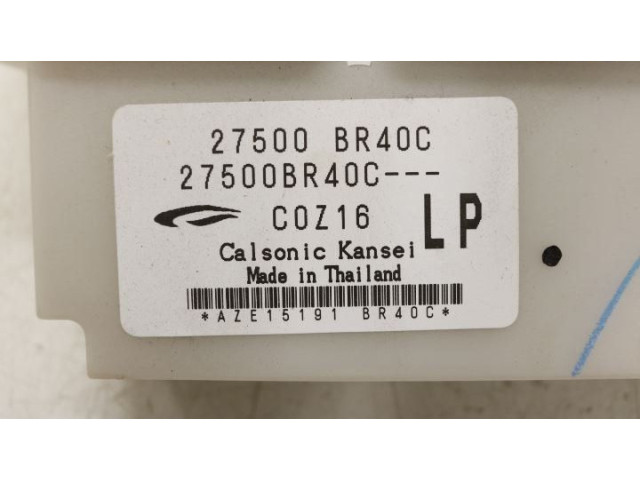 27500 BR40C
27500BR40C---
C0Z16
LP
Calsonic Kansei
Made in Thailand
*AZE15191 BR40C*